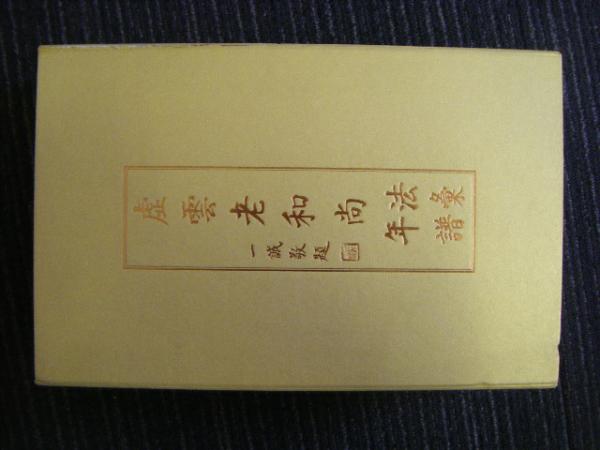 虛雲老和尚
年譜
法彙
一誠敬題